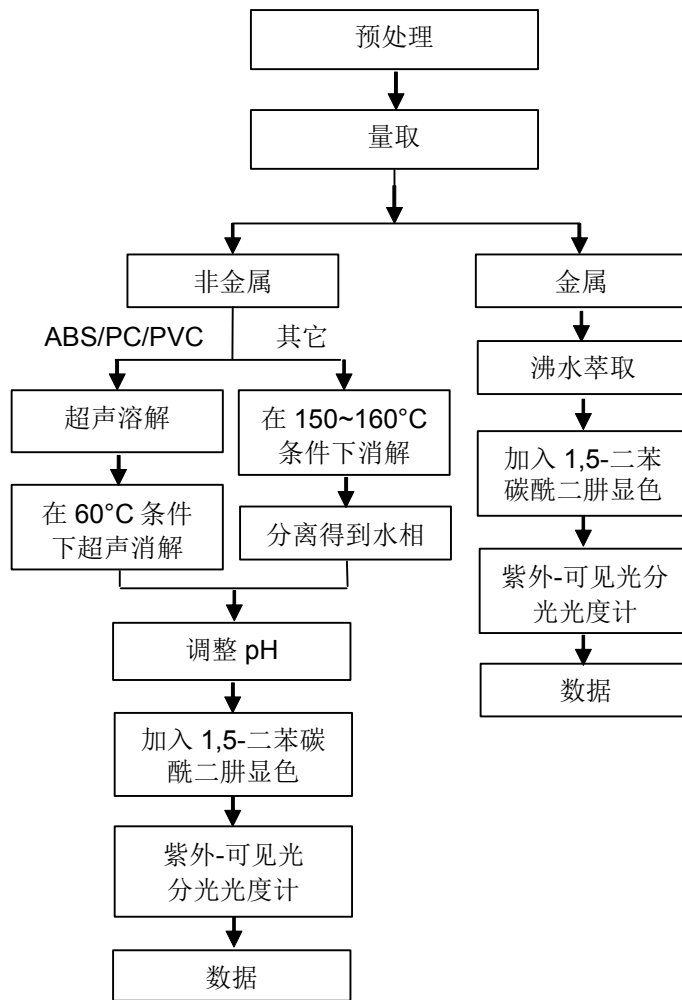 预处理
量取
非金属
金属
ABS/PC/PVC
其它
沸水萃取
超声溶解
在 150~160°C
条件下消解
加入 1,5-二苯
碳酰二肼显色
在 60°C 条件
下超声消解
分离得到水相
紫外-可见光分
光光度计
调整 pH
数据
加入 1,5-二苯碳
酰二肼显色
紫外-可见光
分光光度计
数据